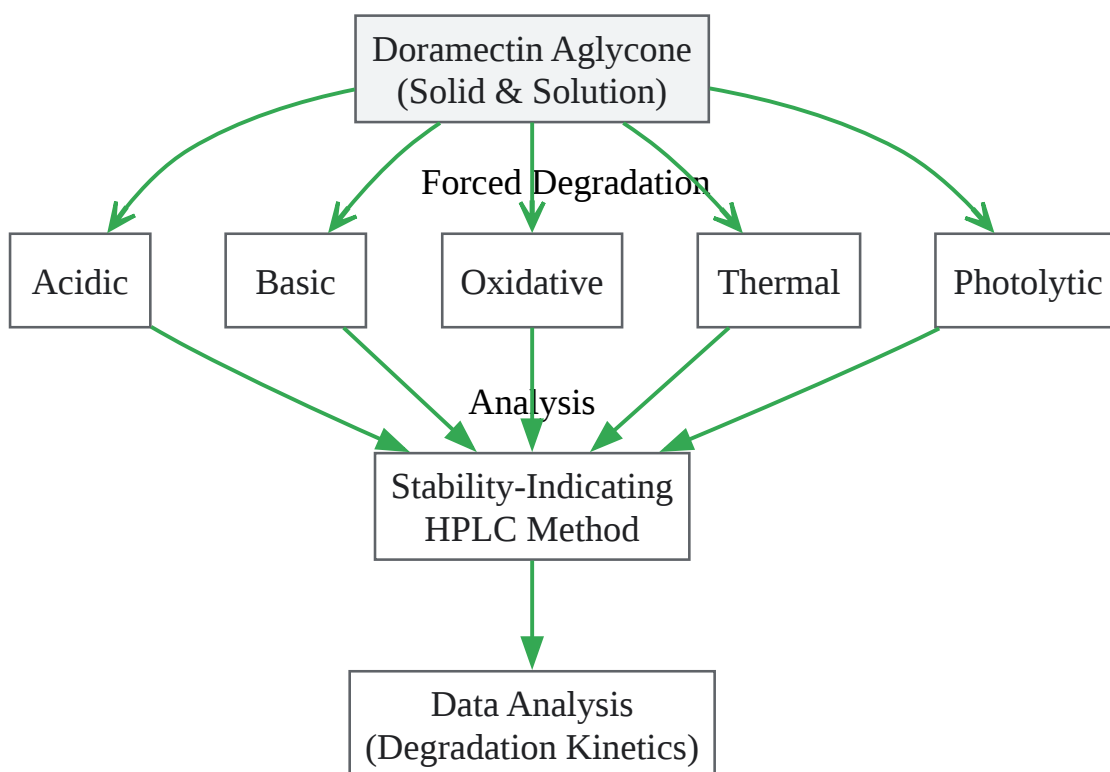 Doramectin Aglycone
(Solid & Solution)
Forced Degradation
Acidic
Basic
Oxidative
Thermal
Photolytic
Analysis
Stability-Indicating
HPLC Method
Data Analysis
(Degradation Kinetics)